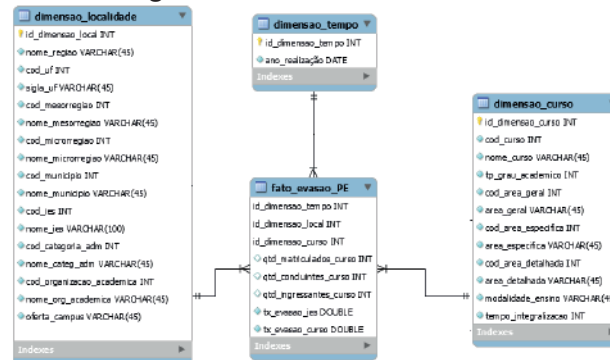 dimensao_localidade
id_dimensao_local INT
nome_regiao VARCHAR(45)
cod_uf INT
sigla_uf VARCHAR(45)
cod_mesorregiao INT
nome_mesorregiao VARCHAR(45)
cod_microrregiao INT
nome_microrregiao VARCHAR(45)
cod_municipio INT
nome_municipio VARCHAR(45)
cod_ies INT
nome_ies VARCHAR(100)
cod_categoria_adm INT
nome_categ_adm VARCHAR(45)
cod_organizacao_academica INT
nome_org_academica VARCHAR(45)
oferta_campus VARCHAR(45)
Indexes
dimensao_tempo
id_dimensao_tempo INT
ano_realização DATE
Indexes
fato_evasao_PE
id_dimensao_tempo INT
id_dimensao_local INT
id_dimensao_curso INT
qtd_matriculados_curso INT
qtd_concluintes_curso INT
qtd_ingressantes_curso INT
tx_evasao_ies DOUBLE
tx_evasao_curso DOUBLE
Indexes
dimensao_curso
id_dimensao_curso INT
cod_curso INT
nome_curso VARCHAR(45)
tp_grau_academico INT
cod_area_geral INT
area_geral VARCHAR(45)
cod_area_especifica INT
area_especifica VARCHAR(45)
cod_area_detalhada INT
area_detalhada VARCHAR(45)
modalidade_ensino VARCHAR(45)
tempo_integralizacao INT
Indexes